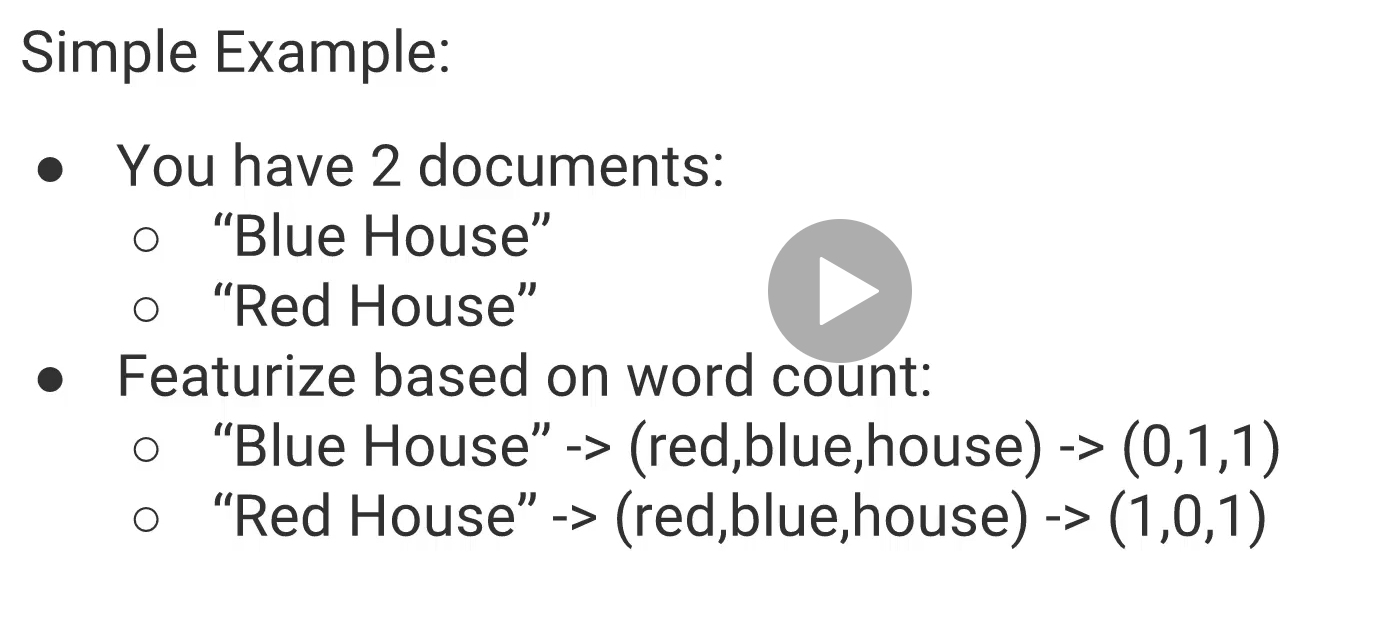 Simple Example:
● You have 2 documents:
○ “Blue House”
○ “Red House”
● Featurize based on word count:
○ “Blue House” -> (red,blue,house) -> (0,1,1)
○ “Red House” -> (red,blue,house) -> (1,0,1)